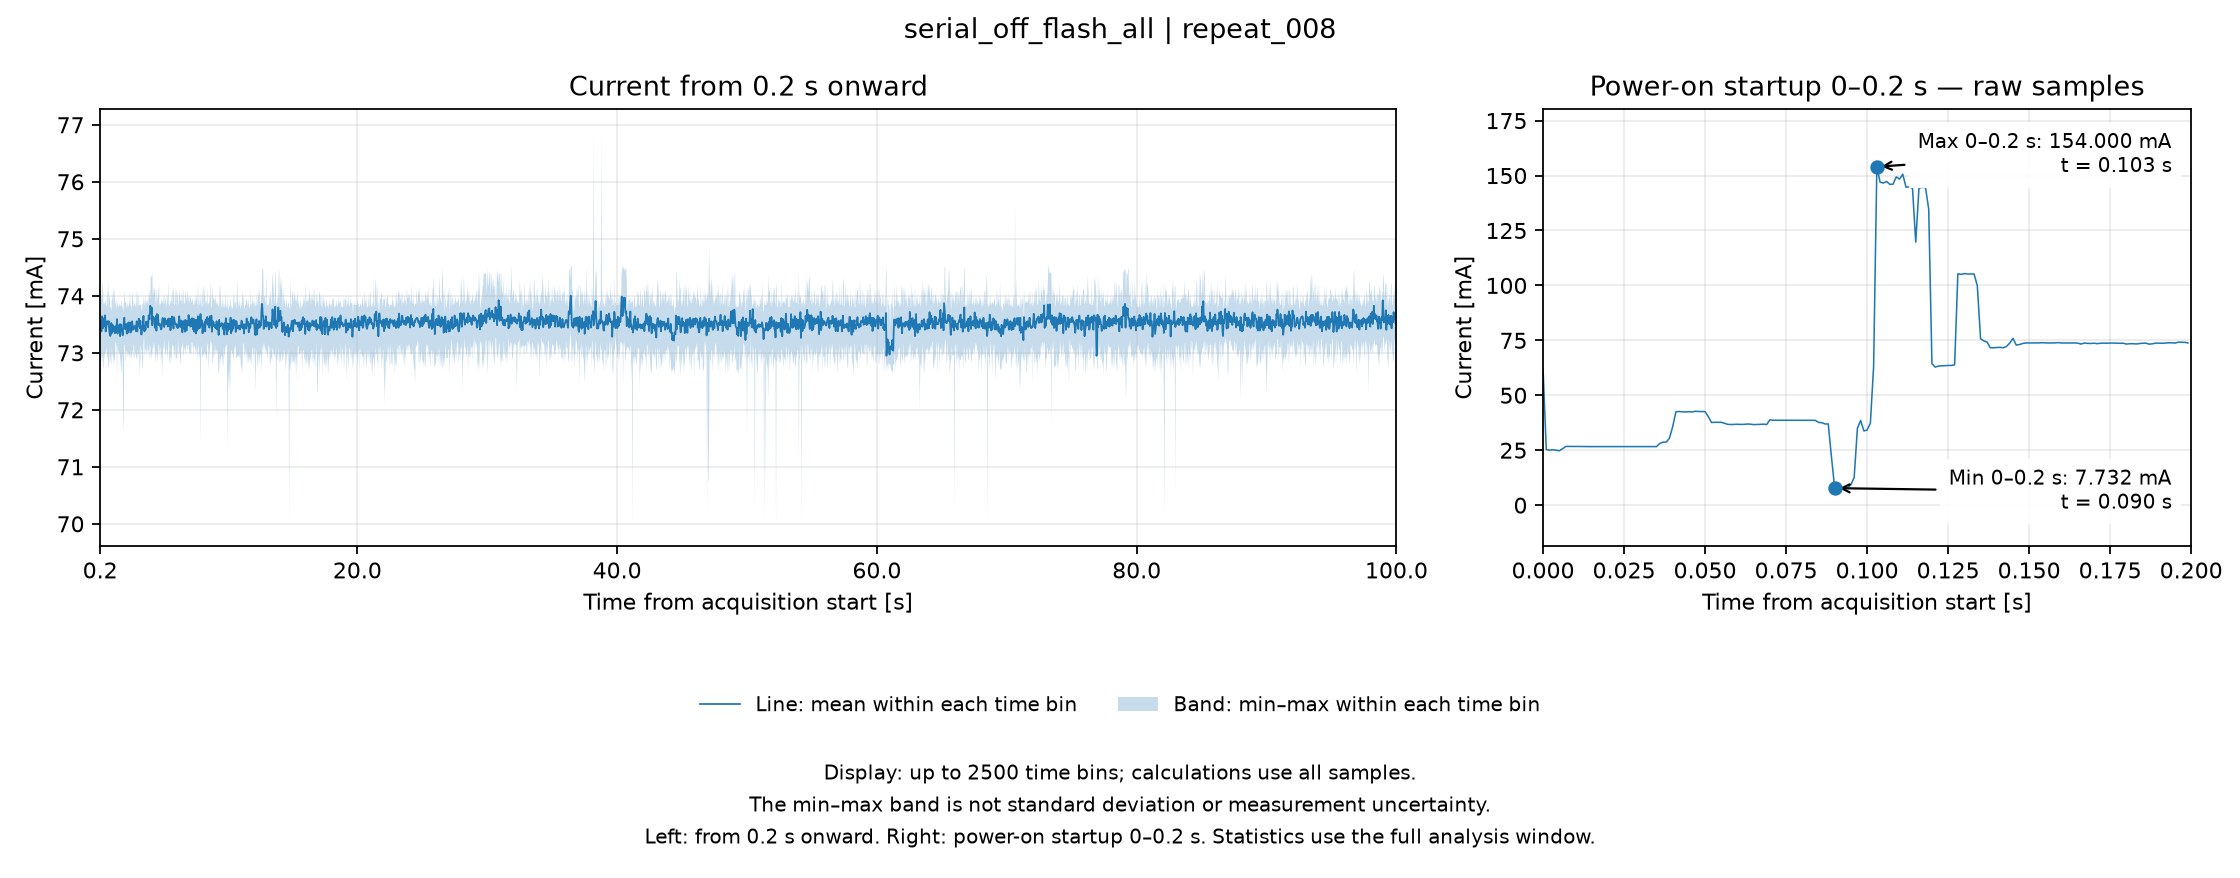 serial_off_flash_all | repeat_008
Current from 0.2 s onward
Current [mA]
77
76
75
74
73
72
71
70
0.2 20.0 40.0 60.0 80.0 100.0
Time from acquisition start [s]
Power-on startup 0–0.2 s — raw samples
Current [mA]
175
150
125
100
75
50
25
0
Max 0–0.2 s: 154.000 mA
t = 0.103 s
Min 0–0.2 s: 7.732 mA
t = 0.090 s
0.000 0.025 0.050 0.075 0.100 0.125 0.150 0.175 0.200
Time from acquisition start [s]
Line: mean within each time bin
Band: min–max within each time bin
Display: up to 2500 time bins; calculations use all samples.
The min–max band is not standard deviation or measurement uncertainty.
Left: from 0.2 s onward. Right: power-on startup 0–0.2 s. Statistics use the full analysis window.